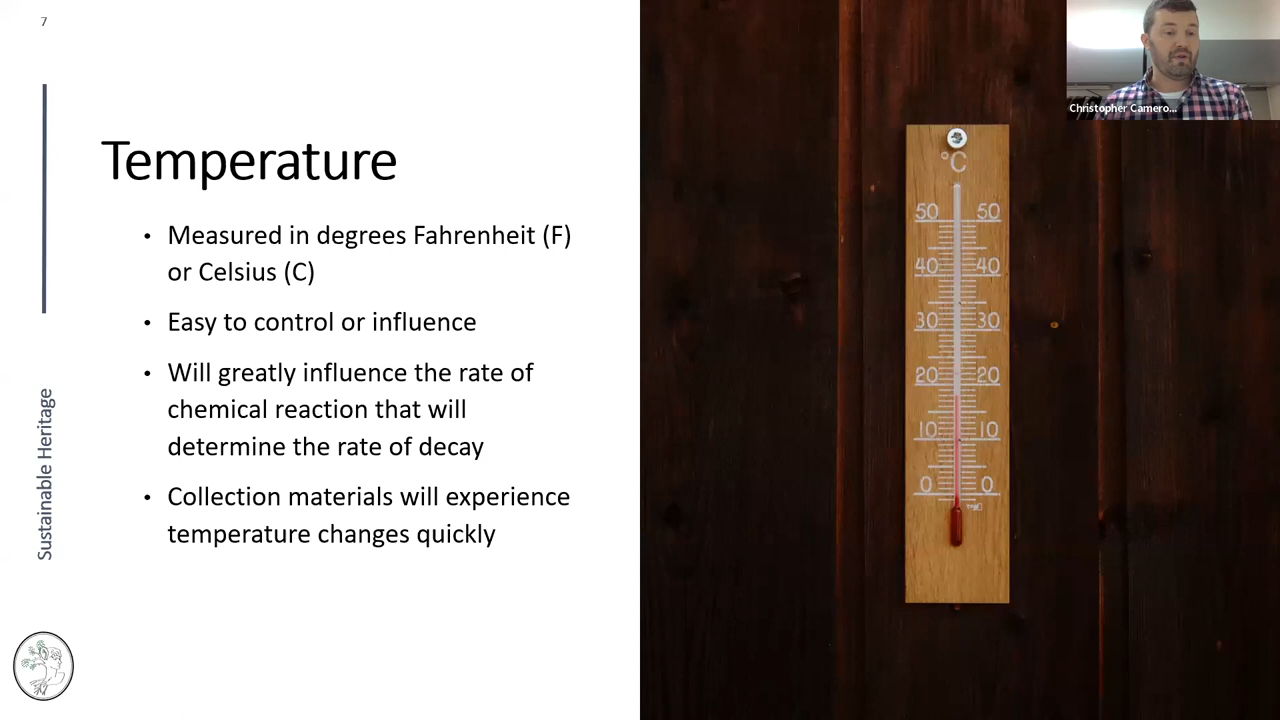 7
Temperature
• Measured in degrees Fahrenheit (F)
or Celsius (C)
• Easy to control or influence
• Will greatly influence the rate of
chemical reaction that will
determine the rate of decay
• Collection materials will experience
temperature changes quickly
Sustainable Heritage
Christopher Camero...
°C
50 50
40 40
30 30
20 20
10 10
0 0